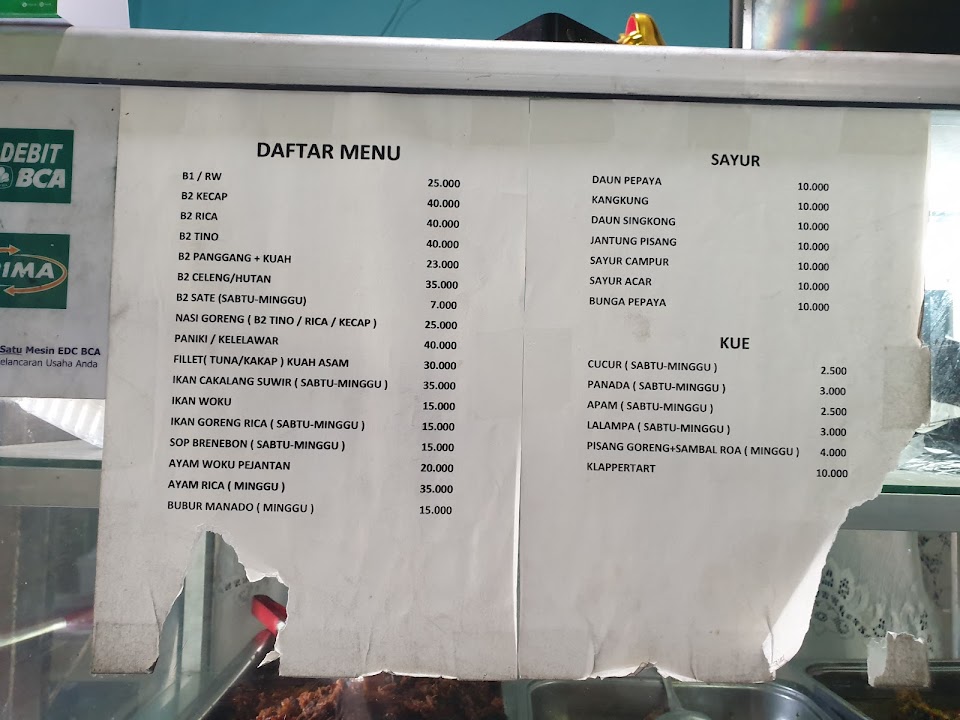 DEBIT
BCA
RIMA
Satu Mesin EDC BCA
elancaran Usaha Anda
DAFTAR MENU
B1 / RW 25.000
B2 KECAP 40.000
B2 RICA 40.000
B2 TINO 40.000
B2 PANGGANG + KUAH 23.000
B2 CELENG/HUTAN 35.000
B2 SATE (SABTU-MINGGU) 7.000
NASI GORENG ( B2 TINO / RICA / KECAP ) 25.000
PANIKI / KELELAWAR 40.000
FILLET( TUNA/KAKAP ) KUAH ASAM 30.000
IKAN CAKALANG SUWIR ( SABTU-MINGGU ) 35.000
IKAN WOKU 15.000
IKAN GORENG RICA ( SABTU-MINGGU ) 15.000
SOP BRENEBON ( SABTU-MINGGU ) 15.000
AYAM WOKU PEJANTAN 20.000
AYAM RICA ( MINGGU ) 35.000
BUBUR MANADO ( MINGGU ) 15.000
SAYUR
DAUN PEPAYA 10.000
KANGKUNG 10.000
DAUN SINGKONG 10.000
JANTUNG PISANG 10.000
SAYUR CAMPUR 10.000
SAYUR ACAR 10.000
BUNGA PEPAYA 10.000
KUE
CUCUR ( SABTU-MINGGU ) 2.500
PANADA ( SABTU-MINGGU ) 3.000
APAM ( SABTU-MINGGU ) 2.500
LALAMPA ( SABTU-MINGGU ) 3.000
PISANG GORENG+SAMBAL ROA ( MINGGU ) 4.000
KLAPPERTART 10.000